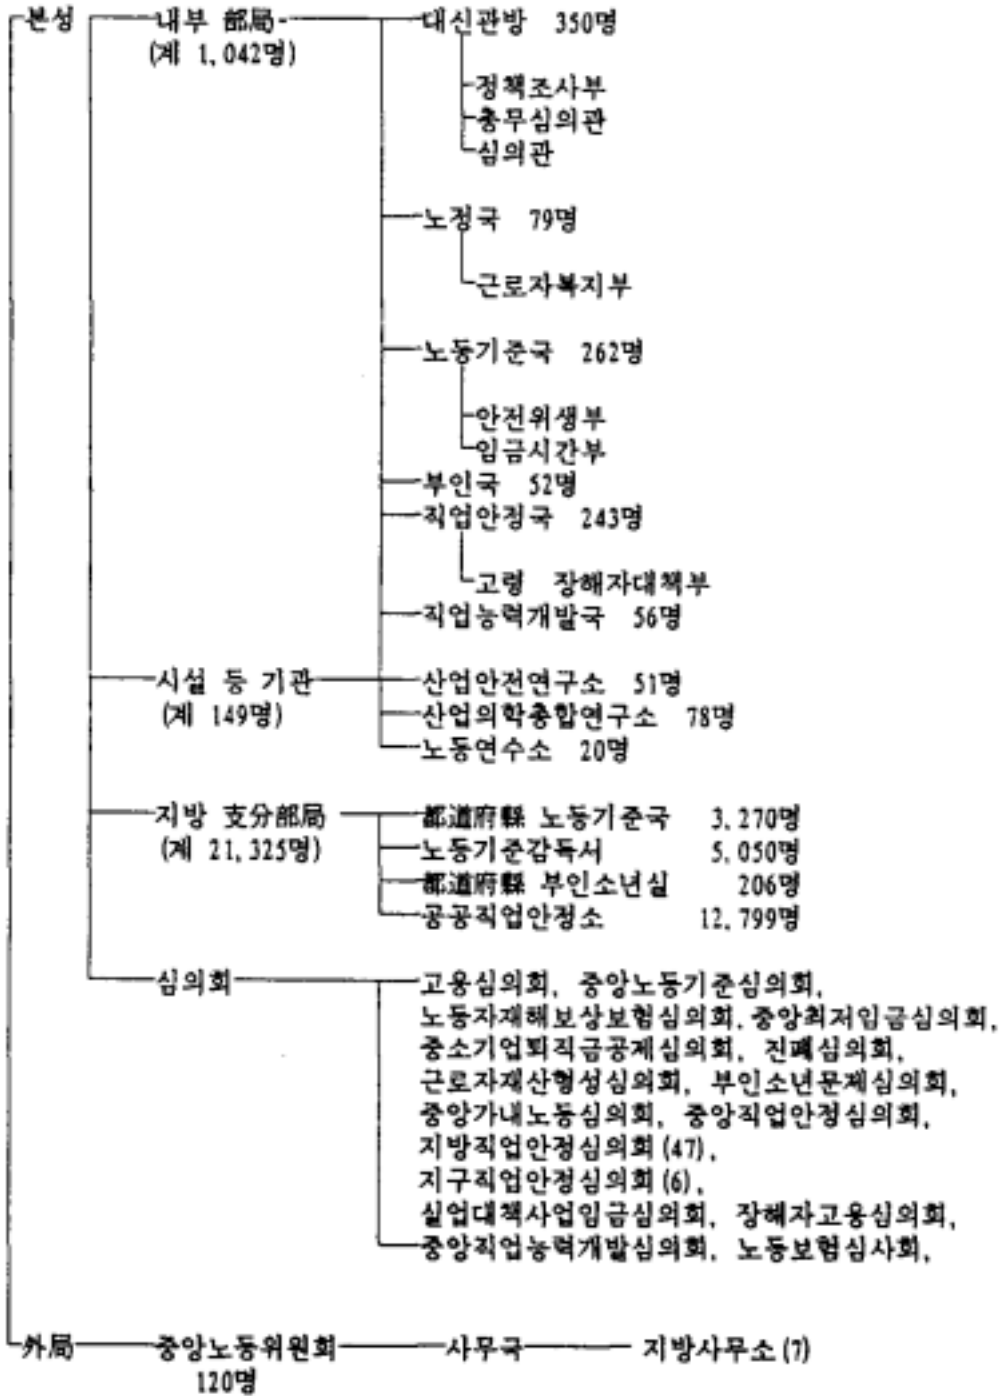 본성 내부 部局 대신관방 350명
(계 1,042명)
정책조사부
총무심의관
심의관
노정국 79명
근로자복지부
노동기준국 262명
안전위생부
임금시간부
부인국 52명
직업안정국 243명
고령 장해자대책부
직업능력개발국 56명
시설 등 기관 산업안전연구소 51명
(계 149명) 산업의학총합연구소 78명
노동연수소 20명
지방 支分部局 都道府縣 노동기준국 3,270명
(계 21,325명) 노동기준감독서 5,050명
都道府縣 부인소년실 206명
공공직업안정소 12,799명
심의회 고용심의회, 중앙노동기준심의회,
노동자재해보상보험심의회, 중앙최저임금심의회,
중소기업퇴직금공제심의회, 진폐심의회,
근로자재산형성심의회, 부인소년문제심의회,
중앙가내노동심의회, 중앙직업안정심의회,
지방직업안정심의회(47),
지구직업안정심의회(6),
실업대책사업임금심의회, 장해자고용심의회,
중앙직업능력개발심의회, 노동보험심사회,
外局 중앙노동위원회 사무국 지방사무소(7)
120명